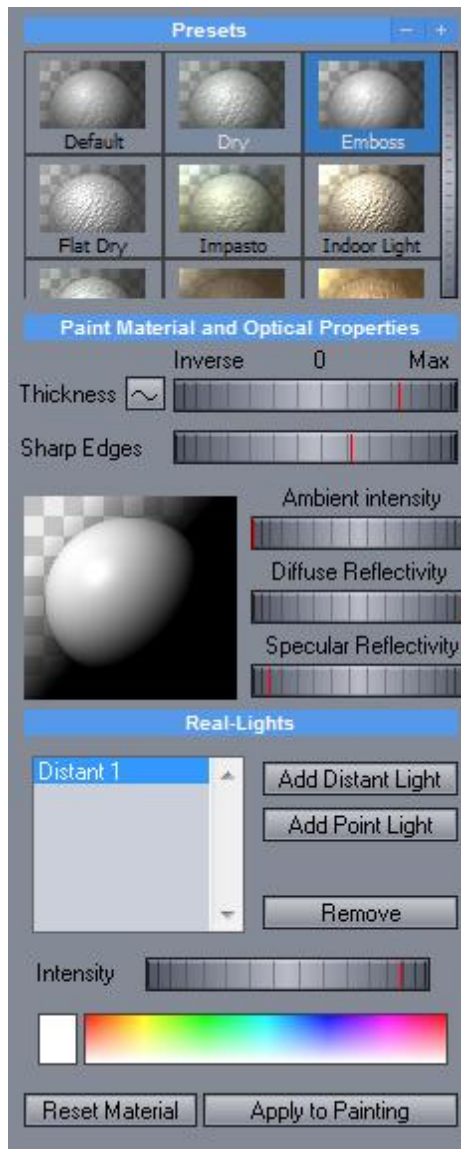 Presets - +
Default Dry Emboss
Flat Dry Impasto Indoor Light
Paint Material and Optical Properties
Inverse 0 Max
Thickness
Sharp Edges
Ambient intensity
Diffuse Reflectivity
Specular Reflectivity
Real-Lights
Distant 1
Add Distant Light
Add Point Light
Remove
Intensity
Reset Material Apply to Painting